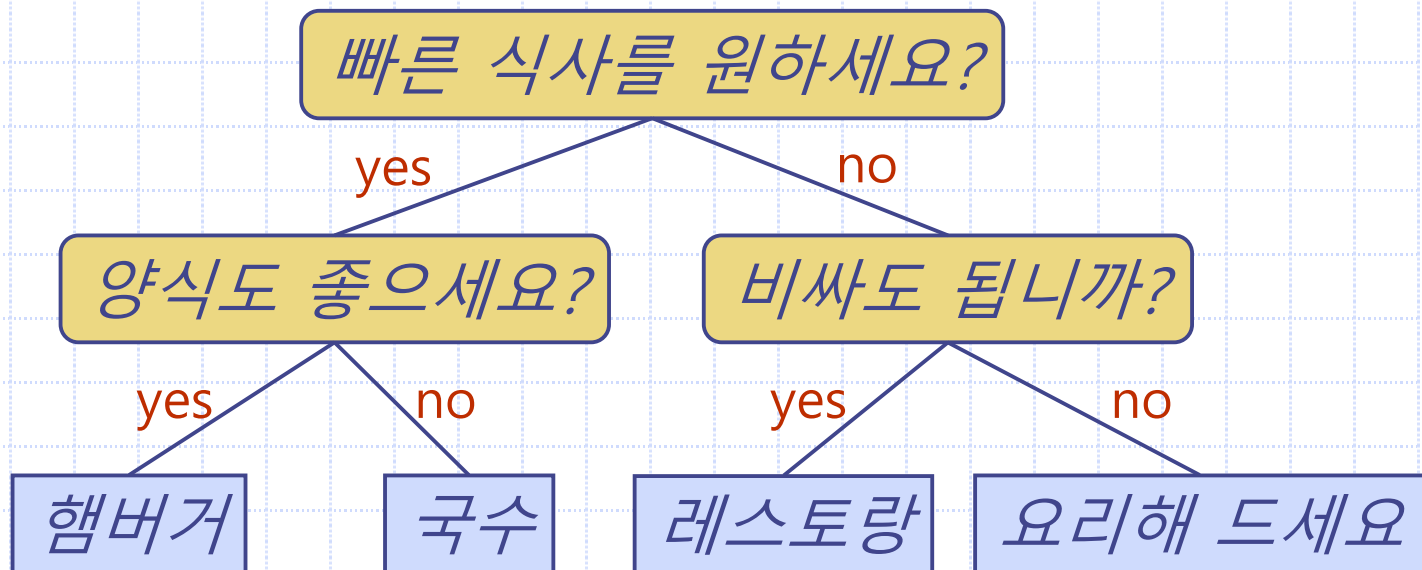 빠른 식사를 원하세요?
yes
no
양식도 좋으세요?
비싸도 됩니까?
yes
no
yes
no
햄버거
국수
레스토랑
요리해 드세요